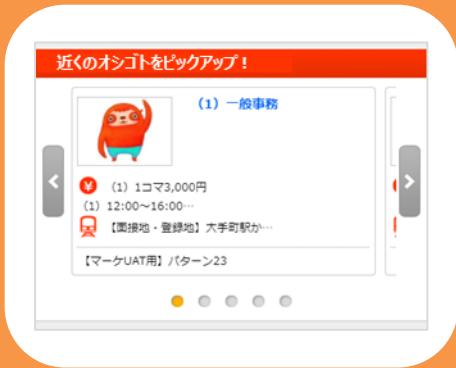 近くのオシゴトをピックアップ！
(1) 一般事務
¥ (1) 1コマ3,000円
(1) 12:00～16:00…
【面接地・登録地】大手町駅か…
【マーケUAT用】パターン23